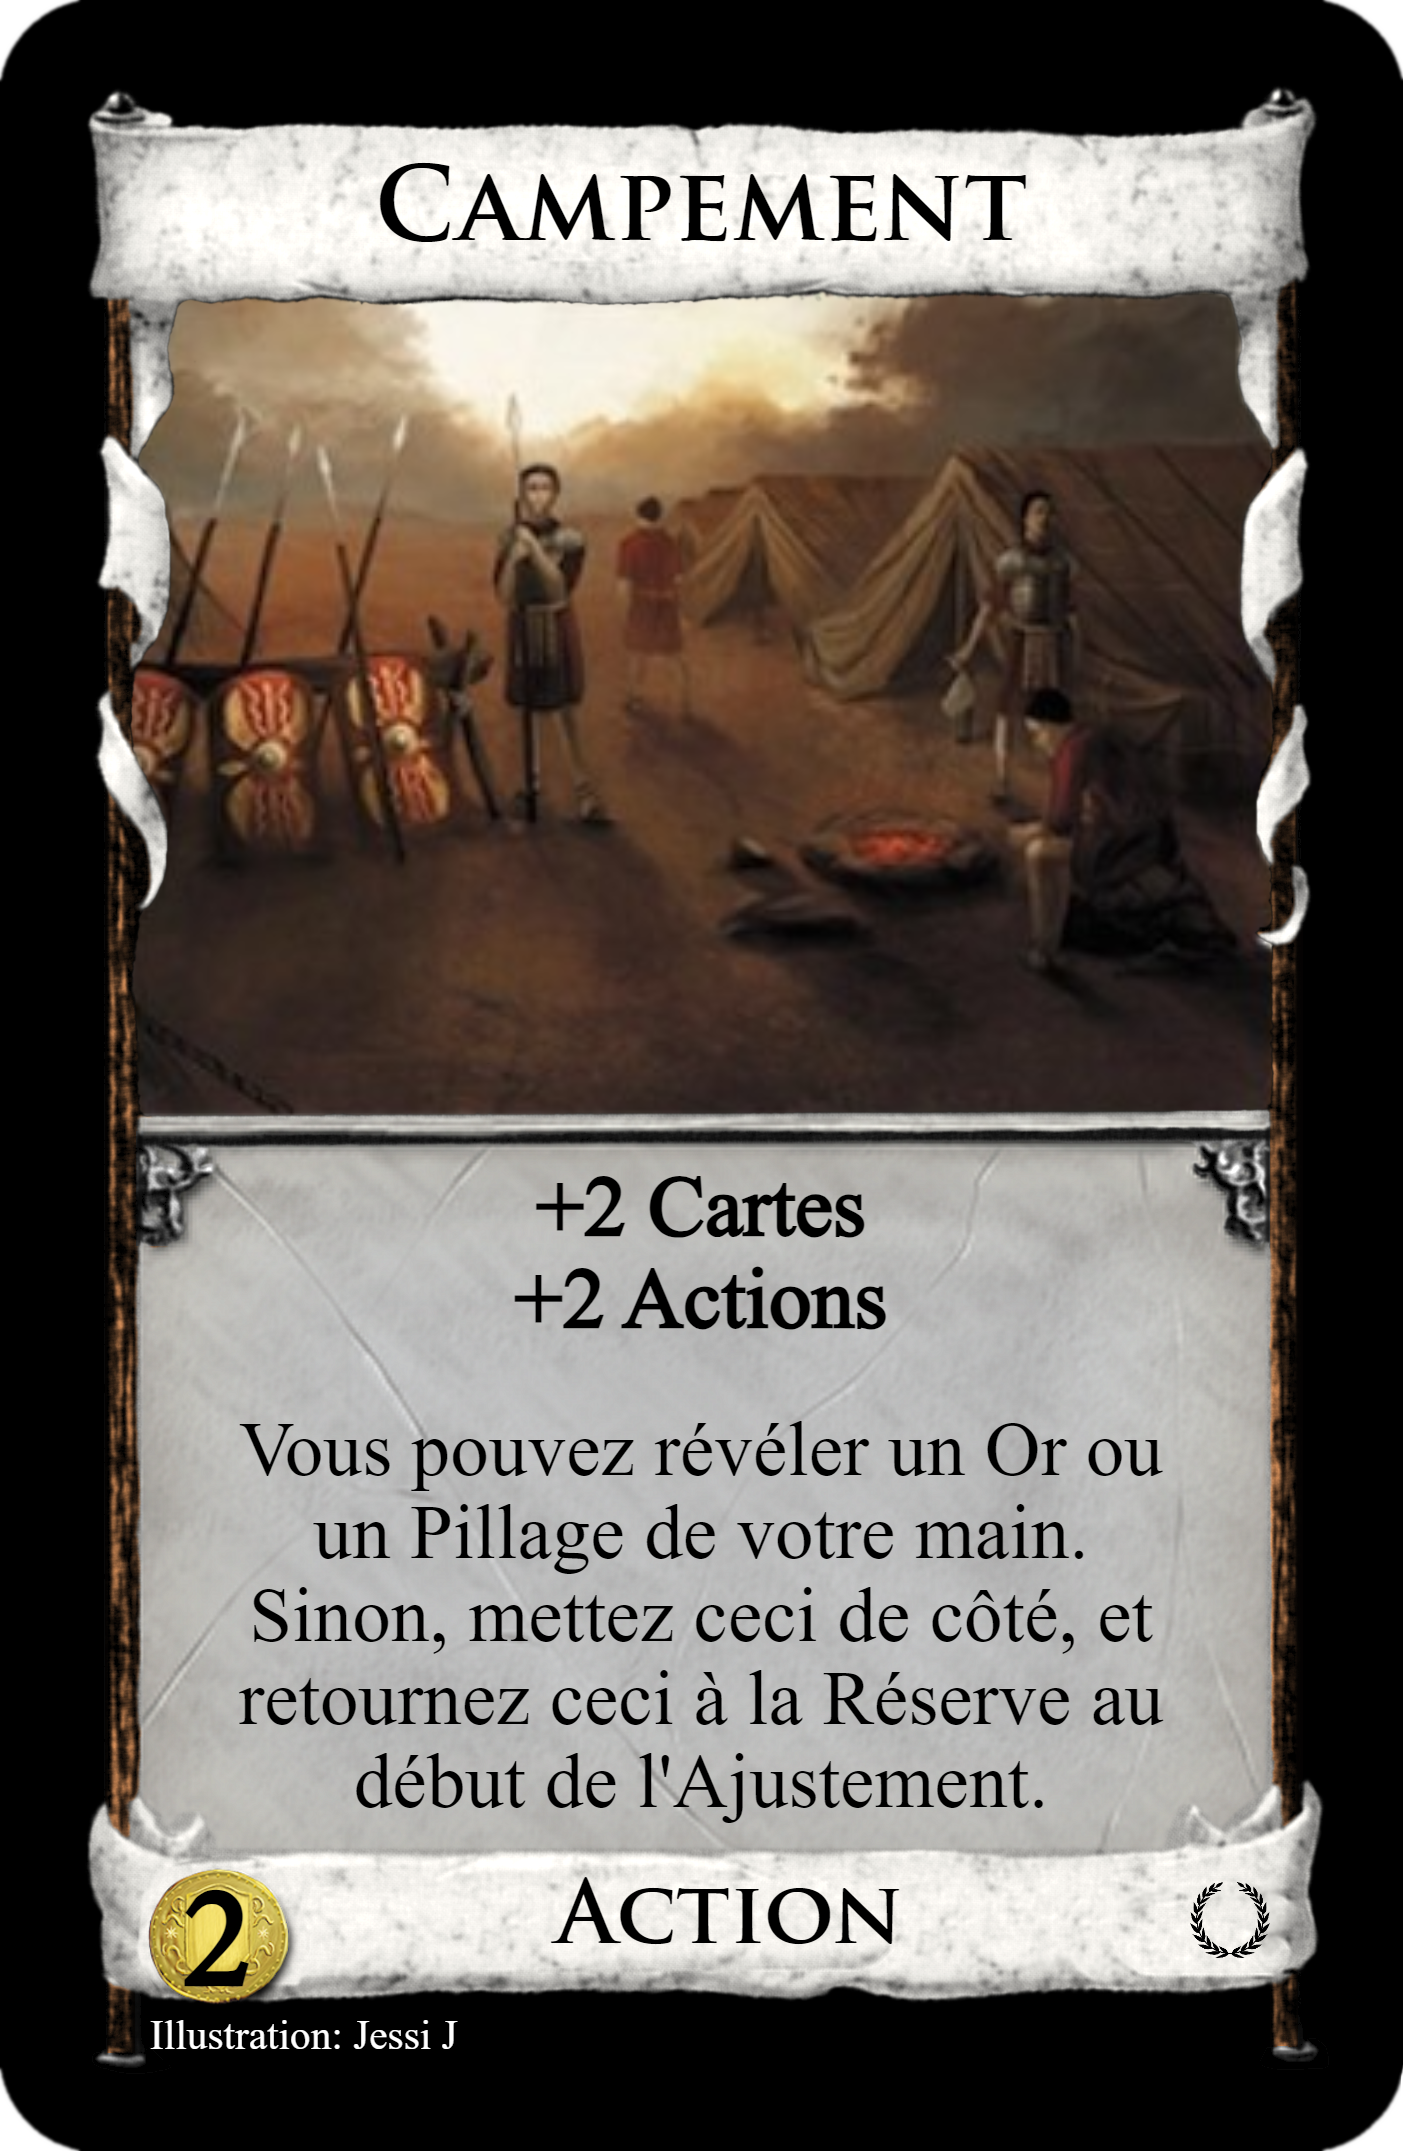 Campement
+2 Cartes
+2 Actions
Vous pouvez révéler un Or ou
un Pillage de votre main.
Sinon, mettez ceci de côté, et
retournez ceci à la Réserve au
début de l'Ajustement.
2
Action
Illustration: Jessi J